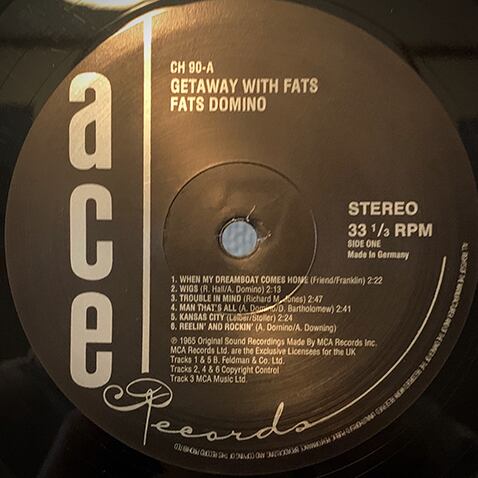 ace
Records
CH 90-A
GETAWAY WITH FATS
FATS DOMINO
STEREO
33 1/3 RPM
SIDE ONE
Made in Germany
1. WHEN MY DREAMBOAT COMES HOME (Friend/Franklin) 2:22
2. WIGS (R. Hall/A. Domino) 2:13
3. TROUBLE IN MIND (Richard M. Jones) 2:47
4. MAN THAT'S ALL (A. Domino/D. Bartholomew) 2:41
5. KANSAS CITY (Leiber/Stoller) 2:24
6. REELIN' AND ROCKIN' (A. Domino/A. Downing)
℗ 1965 Original Sound Recordings Made By MCA Records Inc.
MCA Records Ltd. are the Exclusive Licensees for the UK
Tracks 1 & 5 B. Feldman & Co, Ltd.
Tracks 2, 4 & 6 Copyright Control
Track 3 MCA Music Ltd.